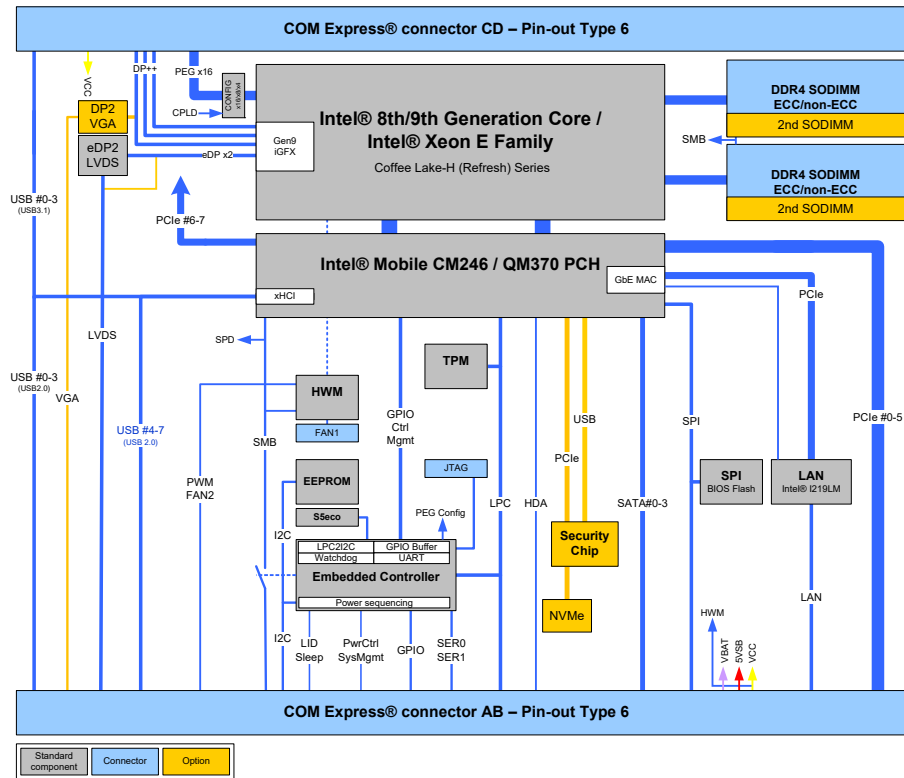 COM Express® connector CD – Pin-out Type 6
VCC
DP++
PEG x16
CONFIG
x16/x8/x4
CPLD
DP2
VGA
eDP2
LVDS
eDP x2
Gen9
iGFX
Intel® 8th/9th Generation Core /
Intel® Xeon E Family
Coffee Lake-H (Refresh) Series
DDR4 SODIMM
ECC/non-ECC
2nd SODIMM
SMB
DDR4 SODIMM
ECC/non-ECC
2nd SODIMM
USB #0-3
(USB3.1)
PCIe #6-7
Intel® Mobile CM246 / QM370 PCH
GbE MAC
xHCI
PCIe
LVDS
SPD
TPM
USB #0-3
(USB2.0)
VGA
HWM
FAN1
GPIO
Ctrl
Mgmt
USB
SPI
PCIe #0-5
USB #4-7
(USB 2.0)
SMB
PCIe
JTAG
SPI
BIOS Flash
LAN
Intel® I219LM
PWM
FAN2
EEPROM
LPC
HDA
SATA#0-3
S5eco
PEG Config
I2C
Security
Chip
LPC2I2C
GPIO Buffer
Watchdog
UART
Embedded Controller
Power sequencing
NVMe
LAN
HWM
VBAT
5VSB
VCC
I2C
LID
Sleep
PwrCtrl
SysMgmt
GPIO
SER0
SER1
COM Express® connector AB – Pin-out Type 6
Standard
component
Connector
Option